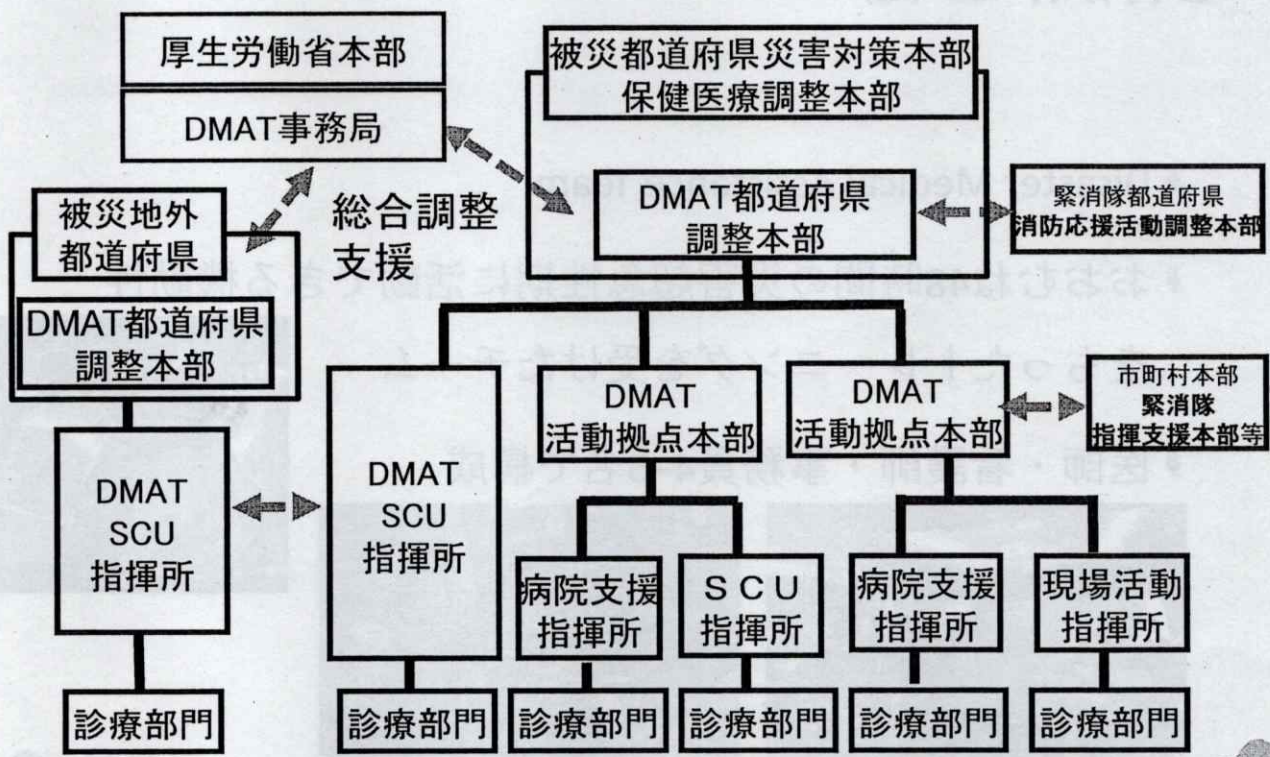 厚生労働省本部
DMAT事務局
被災都道府県災害対策本部
保健医療調整本部
DMAT都道府県
調整本部
緊消隊都道府県
消防応援活動調整本部
総合調整
支援
被災地外
都道府県
DMAT都道府県
調整本部
DMAT
SCU
指揮所
DMAT
SCU
指揮所
DMAT
活動拠点本部
DMAT
活動拠点本部
市町村本部
緊消隊
指揮支援本部等
病院支援
指揮所
SCU
指揮所
病院支援
指揮所
現場活動
指揮所
診療部門
診療部門
診療部門
診療部門
診療部門
診療部門